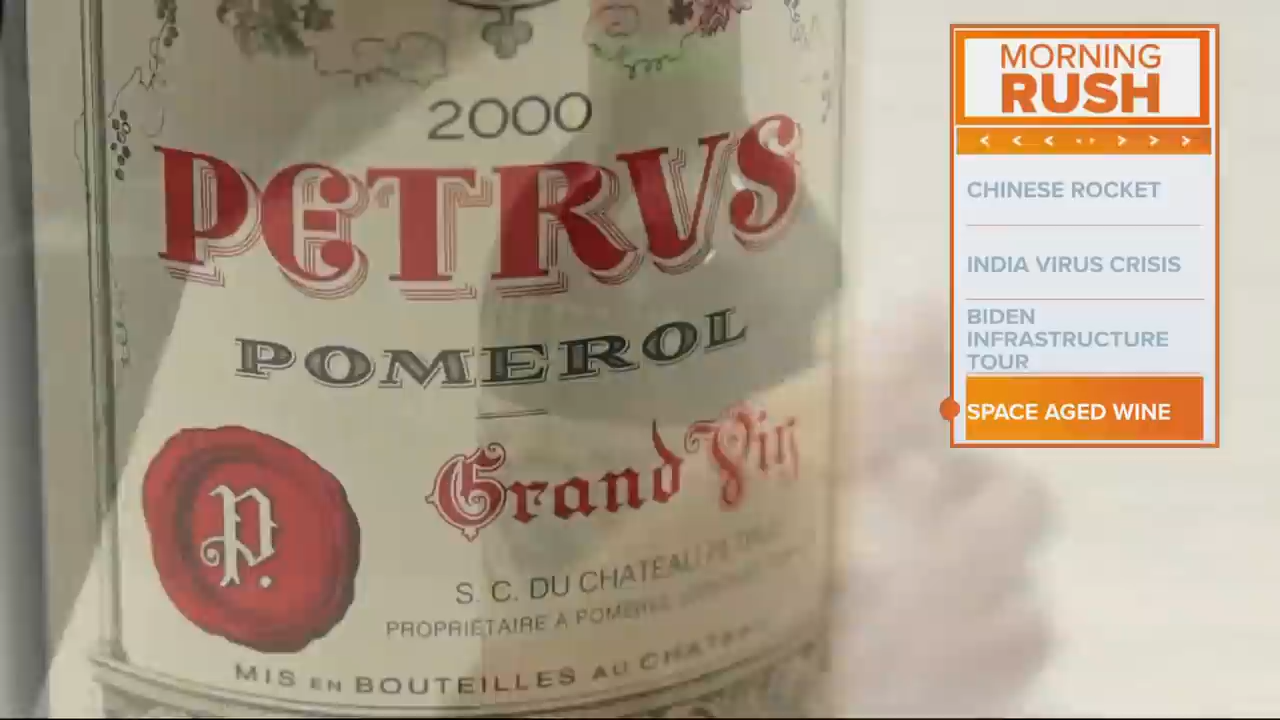 2000
PETRVS
POMEROL
Grand Vin
P.
S. C. DU CHATEAU
PROPRIÉTAIRE A POMEROL
MIS EN BOUTEILLES AU CHATEAU
MORNING
RUSH
CHINESE ROCKET
INDIA VIRUS CRISIS
BIDEN
INFRASTRUCTURE
TOUR
SPACE AGED WINE